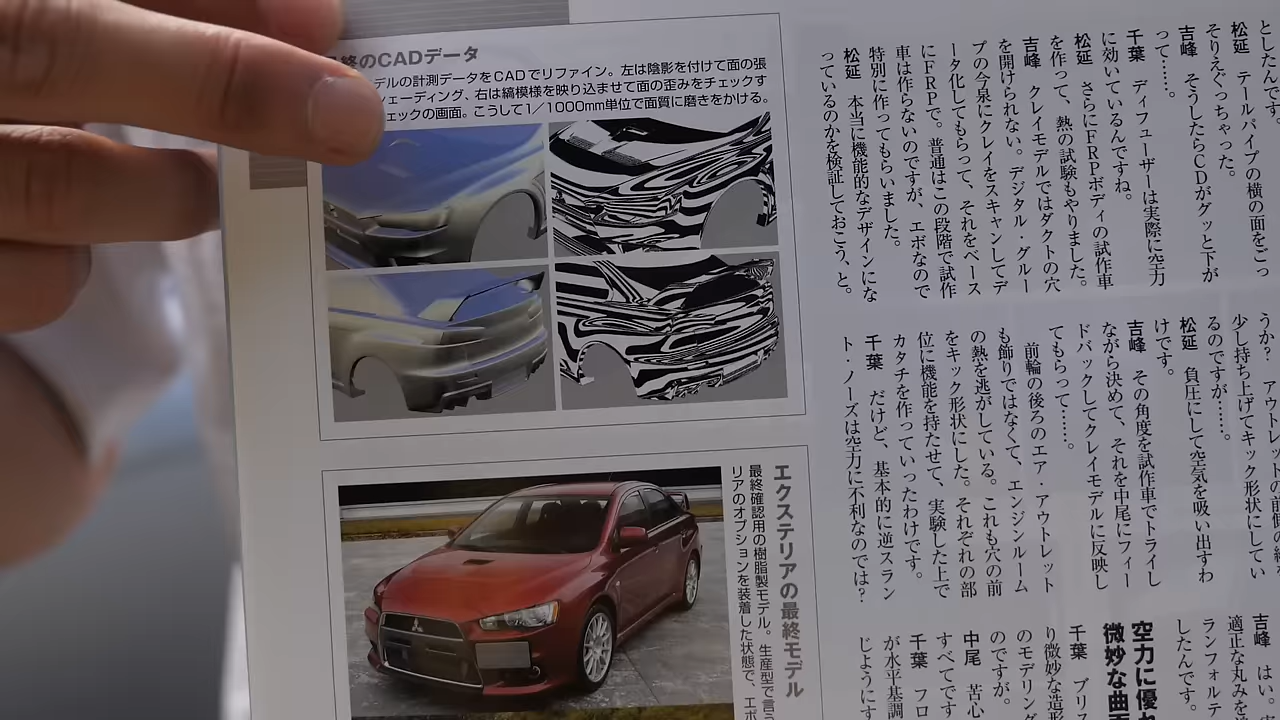 終のCADデータ
デルの計測データをCADでリファイン。左は陰影を付けて面の張
ェーディング、右は縞模様を映り込ませて面の歪みをチェックす
ェックの画面。こうして1/1000mm単位で面質に磨きをかける。
エクステリアの最終モデル
最終確認用の樹脂製モデル。生産型で言う
リアのオプションを装着した状態で、エボ
としたんです。
松延　テールパイプの横の面をこっ
そりえぐっちゃった。
吉峰　そうしたらCDがグッと下が
って……。
千葉　ディフューザーは実際に空力
に効いているんですね。
松延　さらにFRPボディの試作車
を作って、熱の試験もやりました。
吉峰　クレイモデルではダクトの穴
を開けられない。デジタル・グルー
プの今泉にクレイをスキャンしてデ
ータ化してもらって、それをベース
にFRPで。普通はこの段階で試作
車は作らないのですが、エボなので
特別に作ってもらいました。
松延　本当に機能的なデザインにな
っているのかを検証しておこう、と。
うか？　アウトレットの前側の縁
少し持ち上げてキック形状にしてい
るのですが……。
松延　負圧にして空気を吸い出すわ
けです。
吉峰　その角度を試作車でトライし
ながら決めて、それを中尾にフィー
ドバックしてクレイモデルに反映し
てもらって……。
前輪の後ろのエア・アウトレット
も飾りではなくて、エンジンルーム
の熱を逃がしている。これも穴の前
をキック形状にした。それぞれの部
位に機能を持たせて、実験した上で
カタチを作っていったわけです。
千葉　だけど、基本的に逆スラン
ト・ノーズは空力に不利なのでは？
吉峰　はい。
適正な丸みを
ランフォルテ
したんです。
空力に優
微妙な曲
千葉　プリス
り微妙な造形
のモデリング
のですが。
中尾　苦心
すべてです
千葉　フロ
が水平基調
じようにす